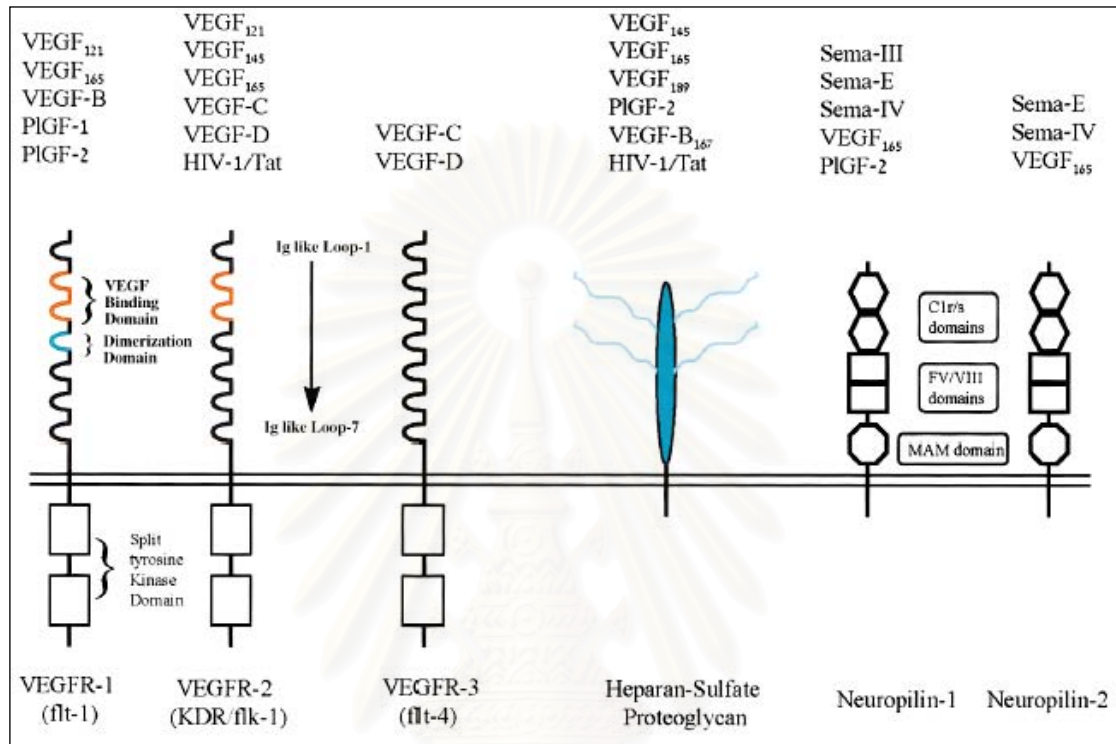 VEGF₁₂₁
VEGF₁₆₅
VEGF-B
PlGF-1
PlGF-2
VEGF₁₂₁
VEGF₁₄₅
VEGF₁₆₅
VEGF-C
VEGF-D
HIV-1/Tat
VEGF-C
VEGF-D
VEGF₁₄₅
VEGF₁₆₅
VEGF₁₈₉
PlGF-2
VEGF-B₁₆₇
HIV-1/Tat
Sema-III
Sema-E
Sema-IV
VEGF₁₆₅
PlGF-2
Sema-E
Sema-IV
VEGF₁₆₅
VEGF
Binding
Domain
Dimerization
Domain
Ig like Loop-1
Ig like Loop-7
C1r/s
domains
FV/VIII
domains
MAM domain
Split
tyrosine
Kinase
Domain
VEGFR-1
(flt-1)
VEGFR-2
(KDR/flk-1)
VEGFR-3
(flt-4)
Heparan-Sulfate
Proteoglycan
Neuropilin-1
Neuropilin-2